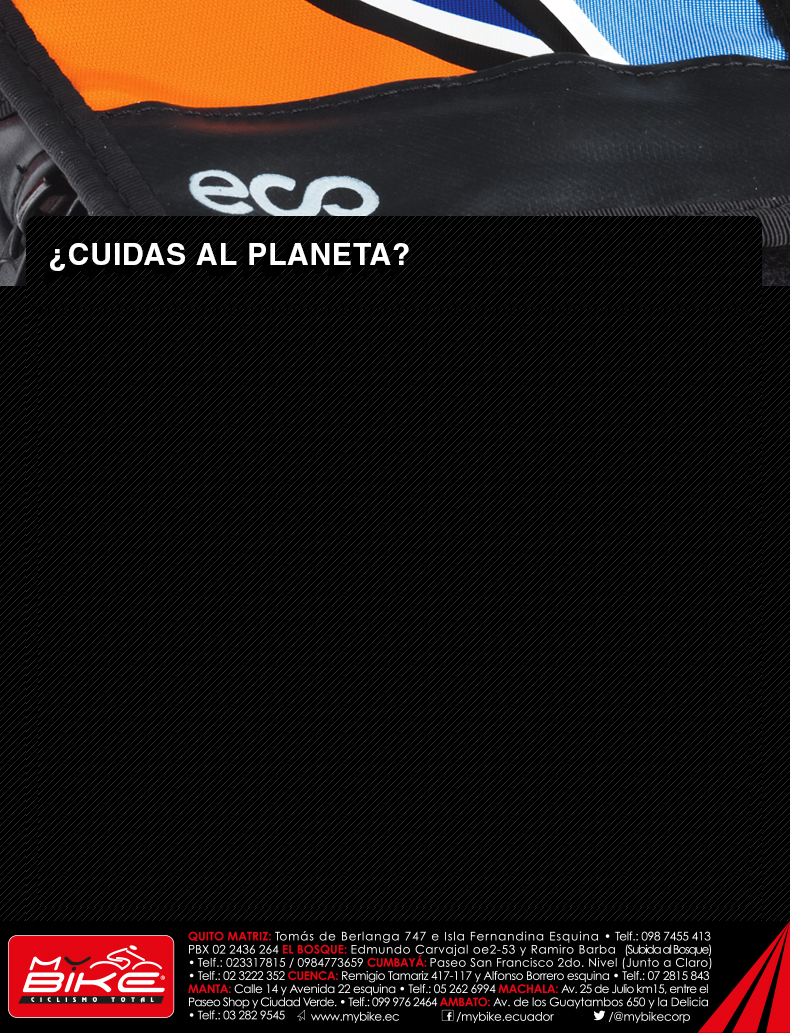 eco
¿CUIDAS AL PLANETA?
MY
BIKE®
CICLISMO TOTAL
QUITO MATRIZ: Tomás de Berlanga 747 e Isla Fernandina Esquina • Telf.: 098 7455 413
PBX 02 2436 264 EL BOSQUE: Edmundo Carvajal oe2-53 y Ramiro Barba (Subida al Bosque)
• Telf.: 023317815 / 0984773659 CUMBAYÁ: Paseo San Francisco 2do. Nivel (Junto a Claro)
• Telf.: 02 3222 352 CUENCA: Remigio Tamariz 417-117 y Alfonso Borrero esquina • Telf.: 07 2815 843
MANTA: Calle 14 y Avenida 22 esquina • Telf.: 05 262 6994 MACHALA: Av. 25 de Julio km15, entre el
Paseo Shop y Ciudad Verde. • Telf.: 099 976 2464 AMBATO: Av. de los Guaytambos 650 y la Delicia
• Telf.: 03 282 9545 www.mybike.ec /mybike.ecuador /@mybikecorp